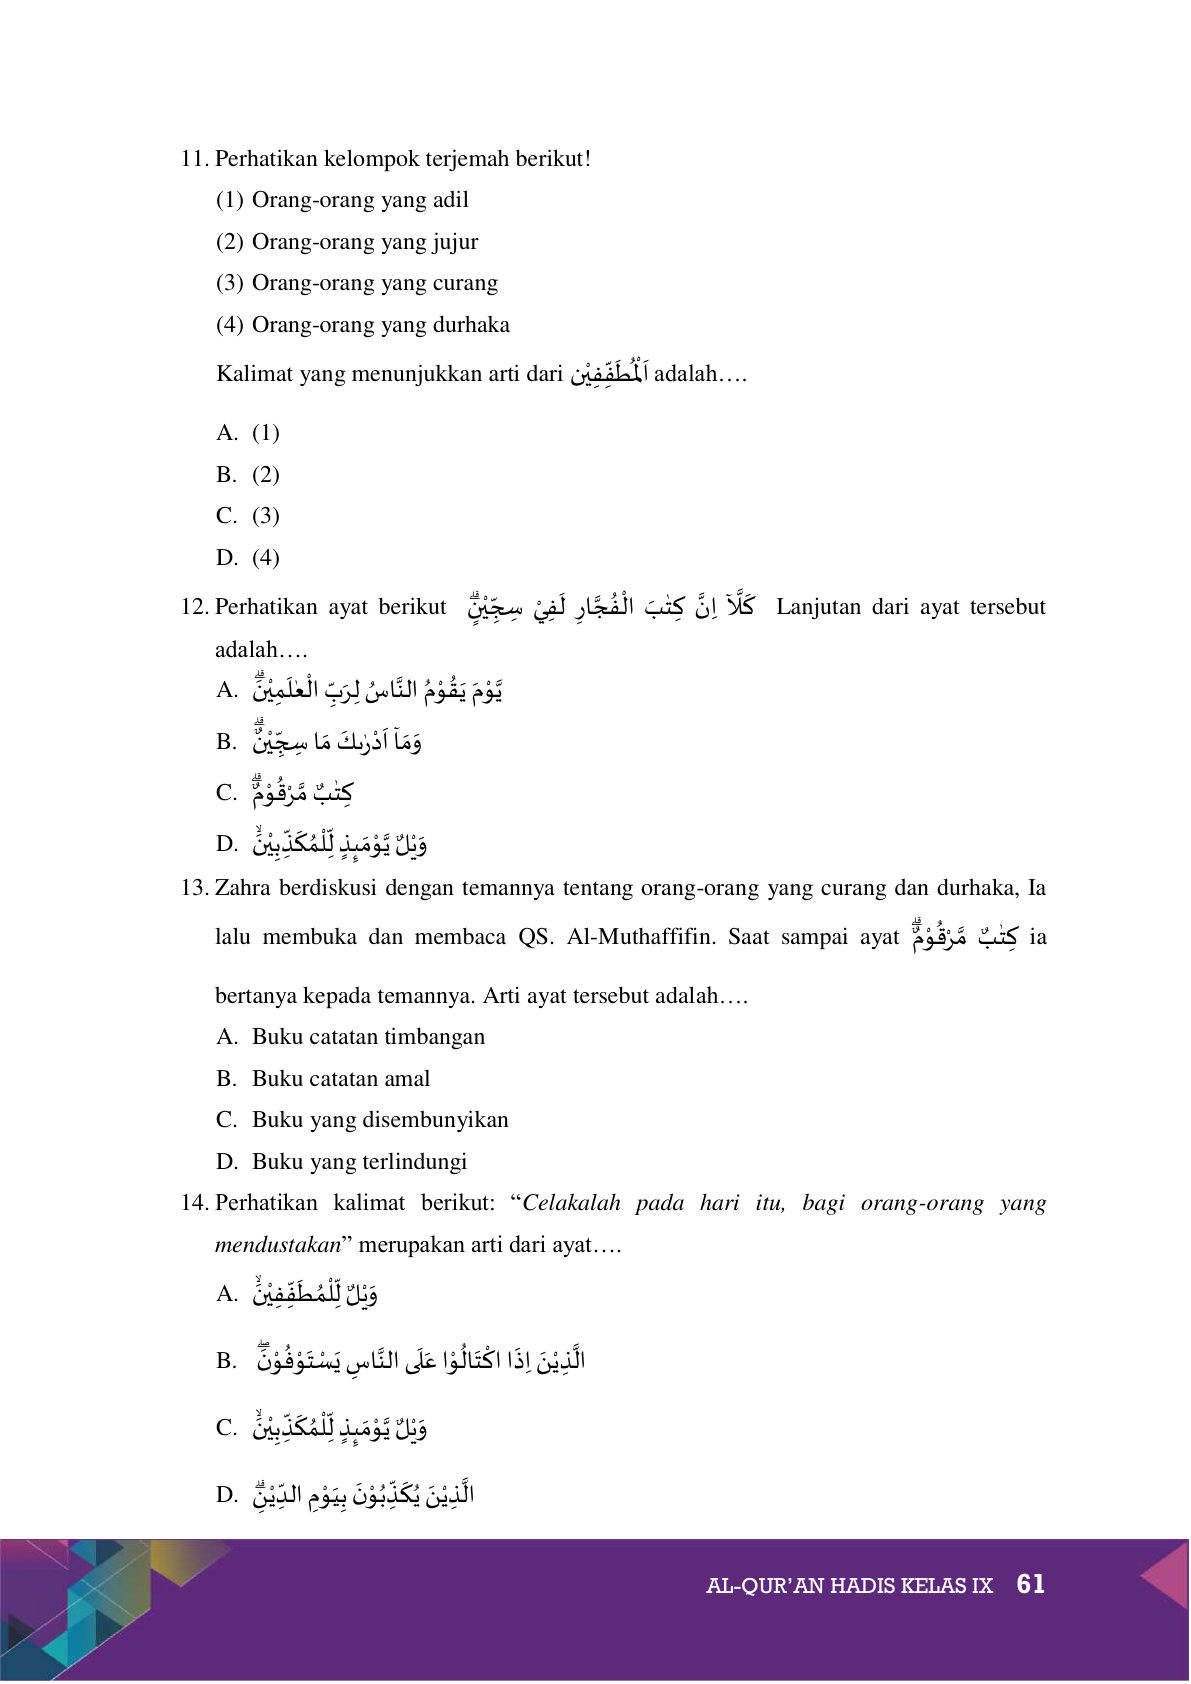 11. Perhatikan kelompok terjemah berikut!
(1) Orang-orang yang adil
(2) Orang-orang yang jujur
(3) Orang-orang yang curang
(4) Orang-orang yang durhaka
Kalimat yang menunjukkan arti dari اَلْمُطَفِّفِيْن adalah….
A. (1)
B. (2)
C. (3)
D. (4)
12. Perhatikan ayat berikut كَلَّآ اِنَّ كِتٰبَ الْفُجَّارِ لَفِيْ سِجِّيْنٍۗ Lanjutan dari ayat tersebut
adalah….
A. يَّوْمَ يَقُوْمُ النَّاسُ لِرَبِّ الْعٰلَمِيْنَۗ
B. وَمَآ اَدْرٰىكَ مَا سِجِّيْنٌۗ
C. كِتٰبٌ مَّرْقُوْمٌۗ
D. وَيْلٌ يَّوْمَىِٕذٍ لِّلْمُكَذِّبِيْنَۙ
13. Zahra berdiskusi dengan temannya tentang orang-orang yang curang dan durhaka, Ia
lalu membuka dan membaca QS. Al-Muthaffifin. Saat sampai ayat كِتٰبٌ مَّرْقُوْمٌۗ ia
bertanya kepada temannya. Arti ayat tersebut adalah….
A. Buku catatan timbangan
B. Buku catatan amal
C. Buku yang disembunyikan
D. Buku yang terlindungi
14. Perhatikan kalimat berikut: “Celakalah pada hari itu, bagi orang-orang yang
mendustakan” merupakan arti dari ayat….
A. وَيْلٌ لِّلْمُطَفِّفِيْنَۙ
B. الَّذِيْنَ اِذَا اكْتَالُوْا عَلَى النَّاسِ يَسْتَوْفُوْنَۖ
C. وَيْلٌ يَّوْمَىِٕذٍ لِّلْمُكَذِّبِيْنَۙ
D. الَّذِيْنَ يُكَذِّبُوْنَ بِيَوْمِ الدِّيْنِۗ
AL-QUR’AN HADIS KELAS IX 61